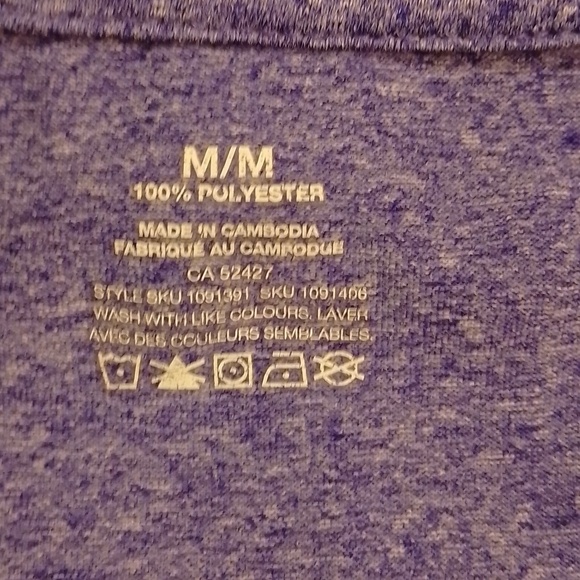 M/M
100% POLYESTER
MADE IN CAMBODIA
FABRIQUÉ AU CAMBODGE
CA 52427
STYLE SKU 1091391 SKU 1091406
WASH WITH LIKE COLOURS. LAVER
AVEC DES COULEURS SEMBLABLES.